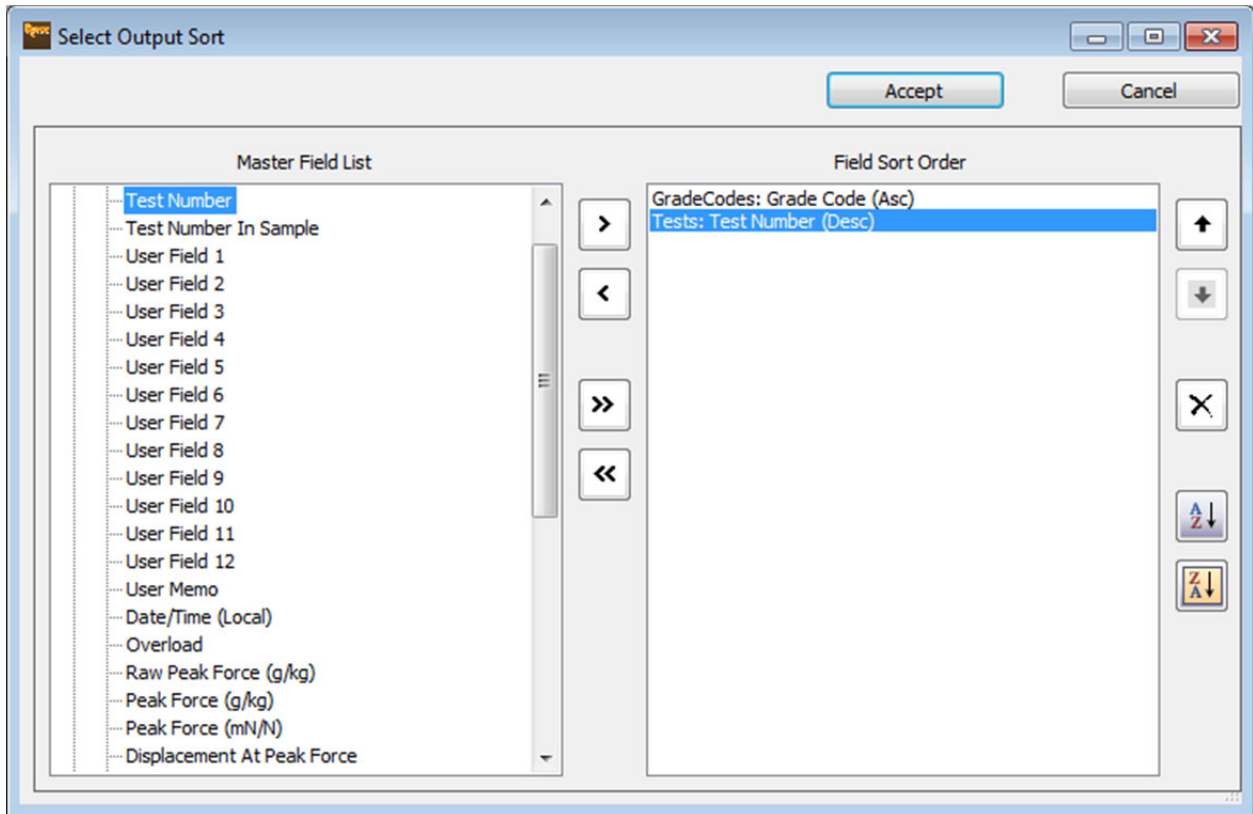 Select Output Sort
Accept
Cancel
Master Field List
Field Sort Order
Test Number
Test Number In Sample
User Field 1
User Field 2
User Field 3
User Field 4
User Field 5
User Field 6
User Field 7
User Field 8
User Field 9
User Field 10
User Field 11
User Field 12
User Memo
Date/Time (Local)
Overload
Raw Peak Force (g/kg)
Peak Force (g/kg)
Peak Force (mN/N)
Displacement At Peak Force
>
<
>>
<<
GradeCodes: Grade Code (Asc)
Tests: Test Number (Desc)
A
Z
Z
A